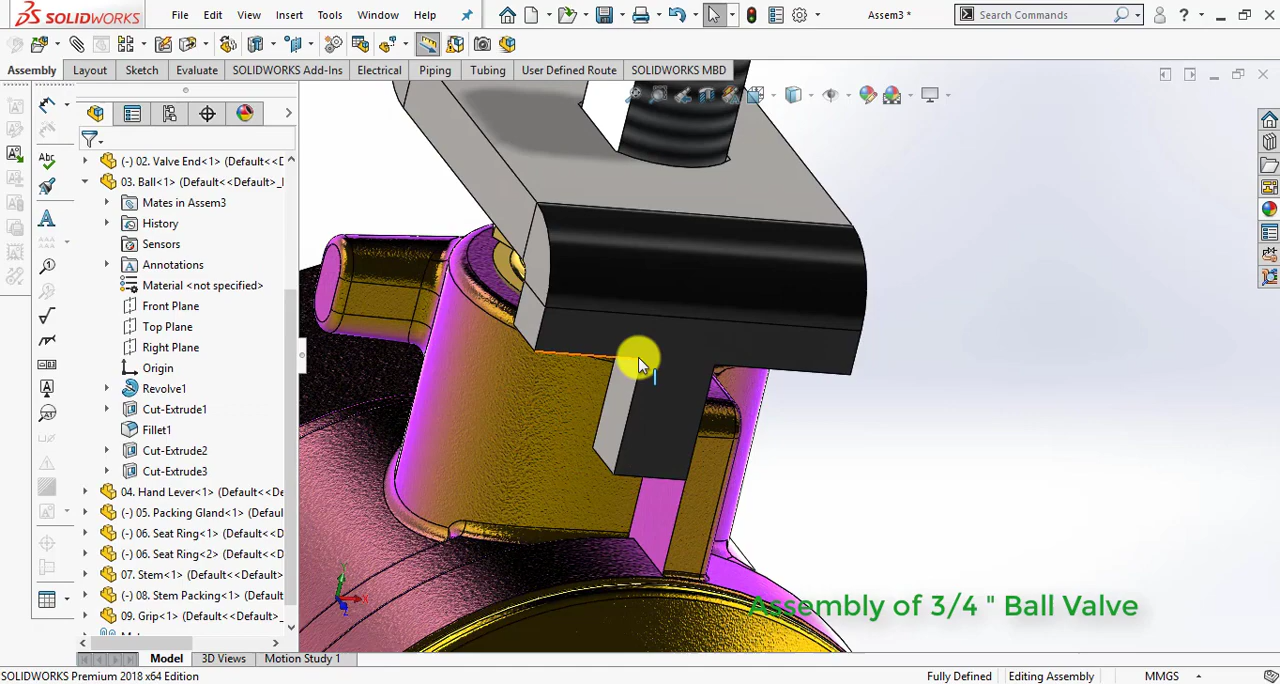 SOLIDWORKS
File
Edit
View
Insert
Tools
Window
Help
Assem3 *
Search Commands
Assembly
Layout
Sketch
Evaluate
SOLIDWORKS Add-Ins
Electrical
Piping
Tubing
User Defined Route
SOLIDWORKS MBD
(-) 02. Valve End<1> (Default<<D
03. Ball<1> (Default<<Default>_
Mates in Assem3
History
Sensors
Annotations
Material <not specified>
Front Plane
Top Plane
Right Plane
Origin
Revolve1
Cut-Extrude1
Fillet1
Cut-Extrude2
Cut-Extrude3
04. Hand Lever<1> (Default<<De
(-) 05. Packing Gland<1> (Defaul
(-) 06. Seat Ring<1> (Default<<D
(-) 06. Seat Ring<2> (Default<<D
07. Stem<1> (Default<<Default>
(-) 08. Stem Packing<1> (Default
09. Grip<1> (Default<<Default>_
Assembly of 3/4 " Ball Valve
Model
3D Views
Motion Study 1
SOLIDWORKS Premium 2018 x64 Edition
Fully Defined
Editing Assembly
MMGS